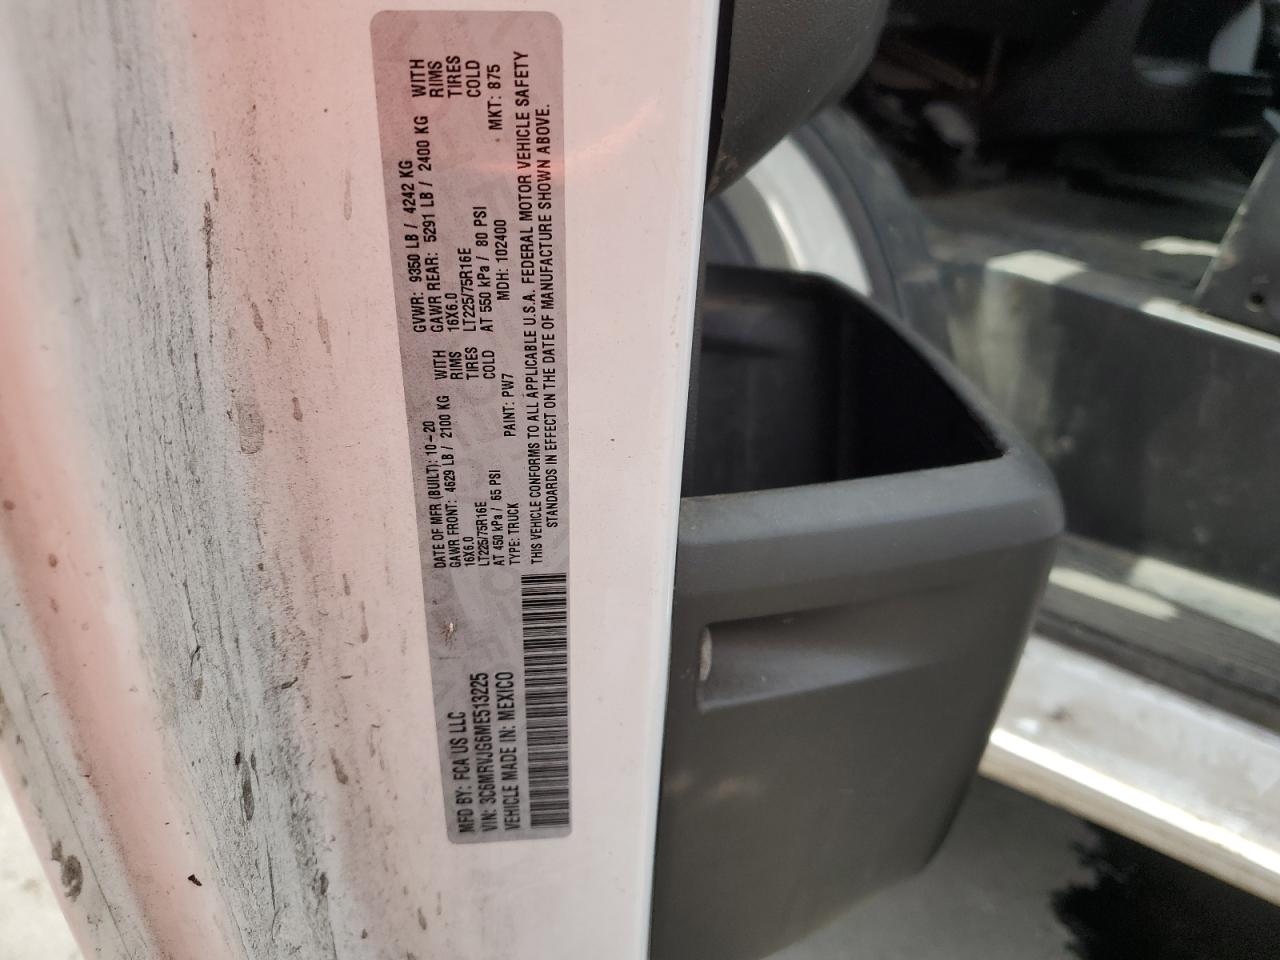 MFD BY: FCA US LLC
DATE OF MFR (BUILT): 10-20
GVWR: 9350 LB / 4242 KG
GAWR FRONT: 4629 LB / 2100 KG WITH
16X6.0 RIMS
LT225/75R16E TIRES
AT 450 kPa / 65 PSI COLD
GAWR REAR: 5291 LB / 2400 KG WITH
16X6.0 RIMS
LT225/75R16E TIRES
AT 550 kPa / 80 PSI COLD
VIN: 3C6MRVJG6ME513225
TYPE: TRUCK PAINT: PW7 MDH: 102400 MKT: 875
VEHICLE MADE IN: MEXICO
THIS VEHICLE CONFORMS TO ALL APPLICABLE U.S.A. FEDERAL MOTOR VEHICLE SAFETY
STANDARDS IN EFFECT ON THE DATE OF MANUFACTURE SHOWN ABOVE.